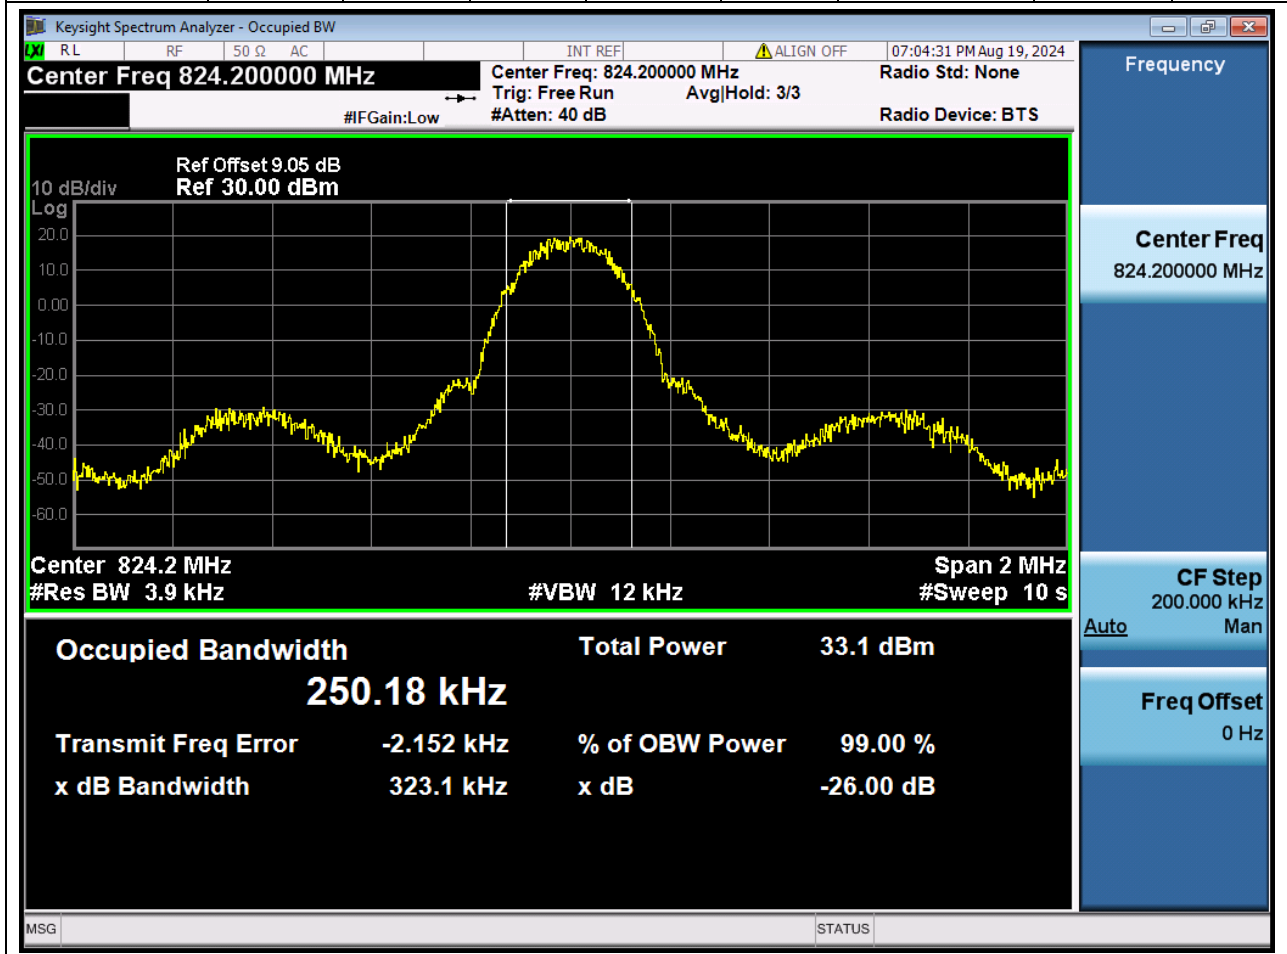 Keysight Spectrum Analyzer - Occupied BW
LXI RL RF 50 Ω AC INT REF ALIGN OFF 07:04:31 PM Aug 19, 2024
Center Freq 824.200000 MHz
Center Freq: 824.200000 MHz
Radio Std: None
Trig: Free Run Avg|Hold: 3/3
#IFGain:Low #Atten: 40 dB Radio Device: BTS
Ref Offset 9.05 dB
10 dB/div Ref 30.00 dBm
Log
20.0
10.0
0.00
-10.0
-20.0
-30.0
-40.0
-50.0
-60.0
Center 824.2 MHz Span 2 MHz
#Res BW 3.9 kHz #VBW 12 kHz #Sweep 10 s
Occupied Bandwidth Total Power 33.1 dBm
250.18 kHz
Transmit Freq Error -2.152 kHz % of OBW Power 99.00 %
x dB Bandwidth 323.1 kHz x dB -26.00 dB
MSG STATUS
Frequency
Center Freq
824.200000 MHz
CF Step
200.000 kHz
Auto Man
Freq Offset
0 Hz